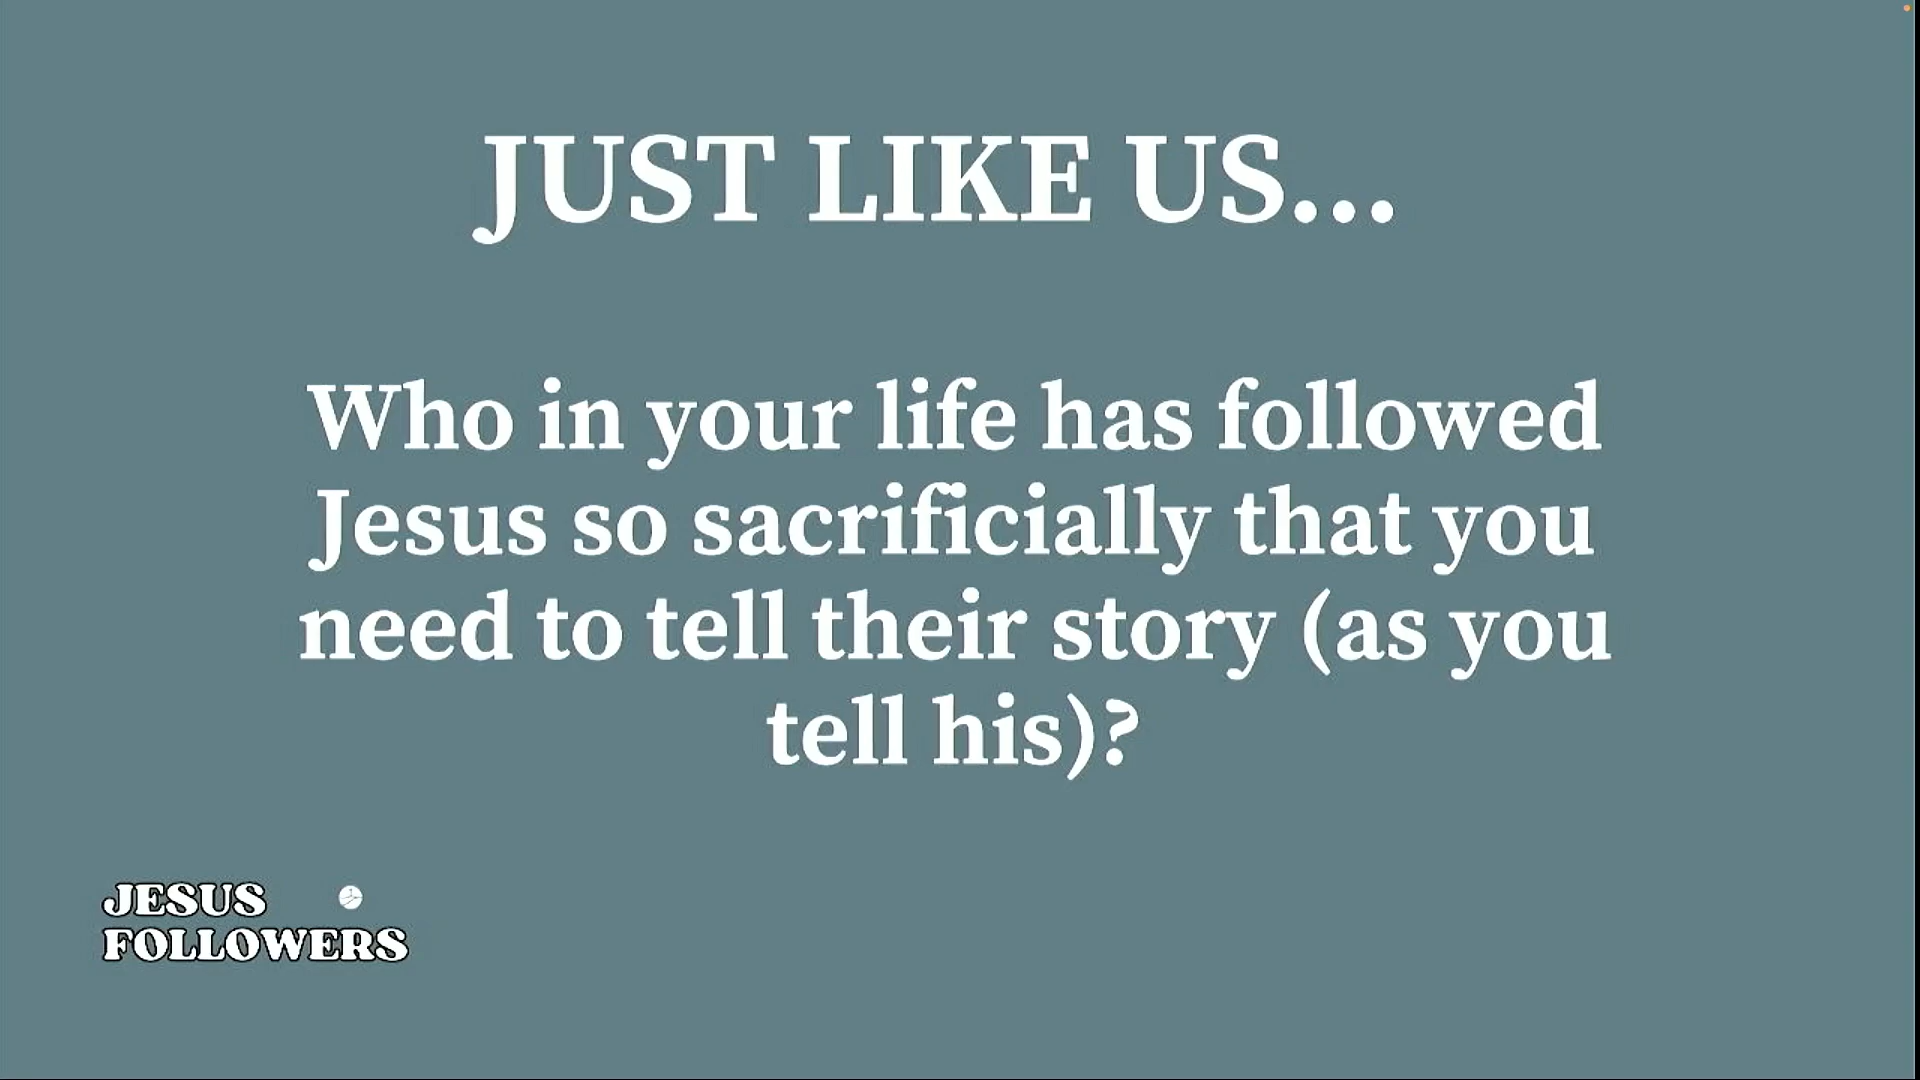 JUST LIKE US...
Who in your life has followed
Jesus so sacrificially that you
need to tell their story (as you
tell his)?
JESUS
FOLLOWERS